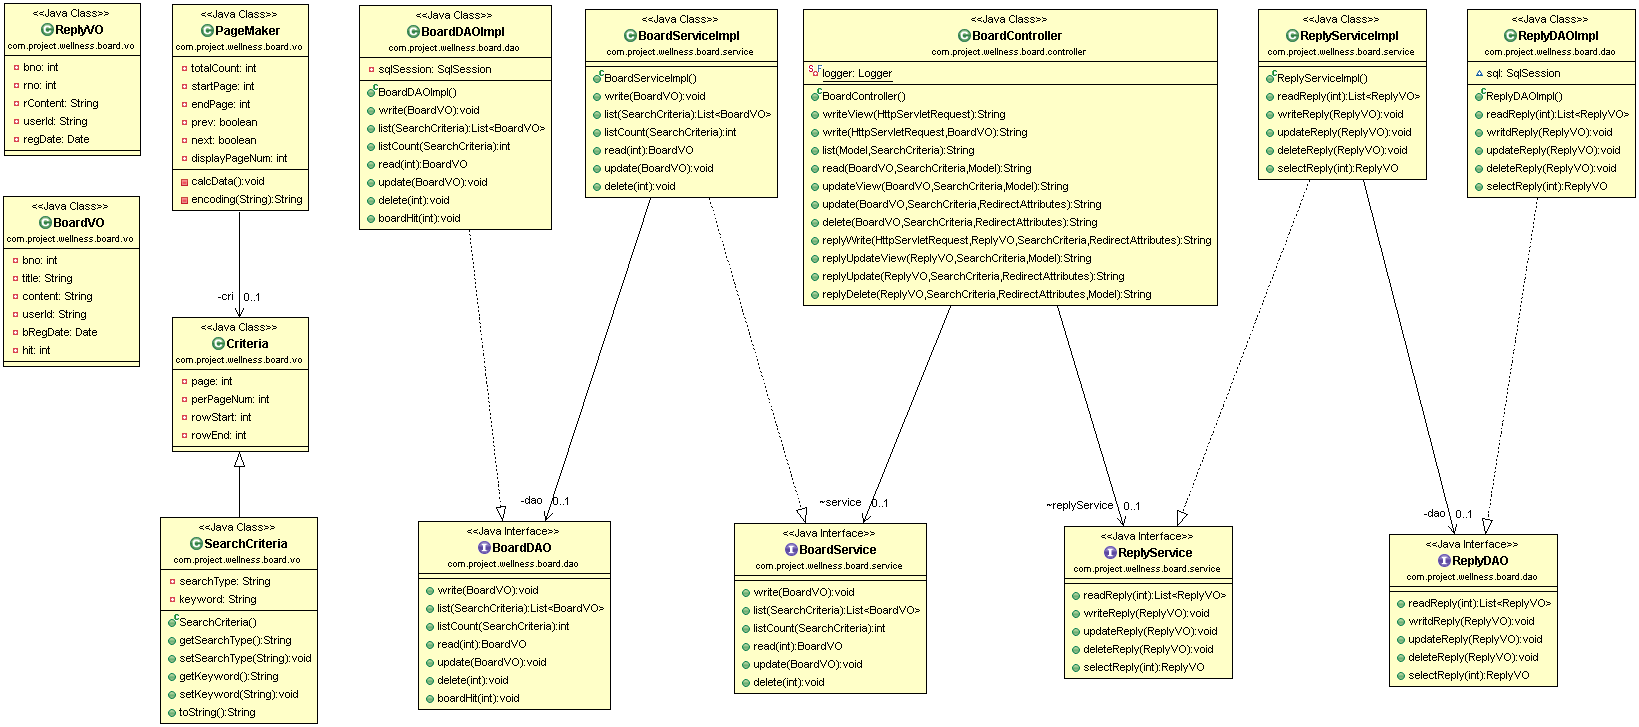 <<Java Class>>
ReplyVO
com.project.wellness.board.vo
bno: int
rno: int
rContent: String
userId: String
regDate: Date
<<Java Class>>
BoardVO
com.project.wellness.board.vo
bno: int
title: String
content: String
userId: String
bRegDate: Date
hit: int
<<Java Class>>
PageMaker
com.project.wellness.board.vo
totalCount: int
startPage: int
endPage: int
prev: boolean
next: boolean
displayPageNum: int
calcData():void
encoding(String):String
-cri 0..1
<<Java Class>>
Criteria
com.project.wellness.board.vo
page: int
perPageNum: int
rowStart: int
rowEnd: int
<<Java Class>>
SearchCriteria
com.project.wellness.board.vo
searchType: String
keyword: String
SearchCriteria()
getSearchType():String
setSearchType(String):void
getKeyword():String
setKeyword(String):void
toString():String
<<Java Class>>
BoardDAOImpl
com.project.wellness.board.dao
sqlSession: SqlSession
BoardDAOImpl()
write(BoardVO):void
list(SearchCriteria):List<BoardVO>
listCount(SearchCriteria):int
read(int):BoardVO
update(BoardVO):void
delete(int):void
boardHit(int):void
<<Java Class>>
BoardServiceImpl
com.project.wellness.board.service
BoardServiceImpl()
write(BoardVO):void
list(SearchCriteria):List<BoardVO>
listCount(SearchCriteria):int
read(int):BoardVO
update(BoardVO):void
delete(int):void
<<Java Class>>
BoardController
com.project.wellness.board.controller
logger: Logger
BoardController()
writeView(HttpServletRequest):String
write(HttpServletRequest,BoardVO):String
list(Model,SearchCriteria):String
read(BoardVO,SearchCriteria,Model):String
updateView(BoardVO,SearchCriteria,Model):String
update(BoardVO,SearchCriteria,RedirectAttributes):String
delete(BoardVO,SearchCriteria,RedirectAttributes):String
replyWrite(HttpServletRequest,ReplyVO,SearchCriteria,RedirectAttributes):String
replyUpdateView(ReplyVO,SearchCriteria,Model):String
replyUpdate(ReplyVO,SearchCriteria,RedirectAttributes):String
replyDelete(ReplyVO,SearchCriteria,RedirectAttributes,Model):String
<<Java Class>>
ReplyServiceImpl
com.project.wellness.board.service
ReplyServiceImpl()
readReply(int):List<ReplyVO>
writeReply(ReplyVO):void
updateReply(ReplyVO):void
deleteReply(ReplyVO):void
selectReply(int):ReplyVO
<<Java Class>>
ReplyDAOImpl
com.project.wellness.board.dao
sql: SqlSession
ReplyDAOImpl()
readReply(int):List<ReplyVO>
writdReply(ReplyVO):void
updateReply(ReplyVO):void
deleteReply(ReplyVO):void
selectReply(int):ReplyVO
-dao 0..1
~service 0..1
~replyService 0..1
-dao 0..1
<<Java Interface>>
BoardDAO
com.project.wellness.board.dao
write(BoardVO):void
list(SearchCriteria):List<BoardVO>
listCount(SearchCriteria):int
read(int):BoardVO
update(BoardVO):void
delete(int):void
boardHit(int):void
<<Java Interface>>
BoardService
com.project.wellness.board.service
write(BoardVO):void
list(SearchCriteria):List<BoardVO>
listCount(SearchCriteria):int
read(int):BoardVO
update(BoardVO):void
delete(int):void
<<Java Interface>>
ReplyService
com.project.wellness.board.service
readReply(int):List<ReplyVO>
writeReply(ReplyVO):void
updateReply(ReplyVO):void
deleteReply(ReplyVO):void
selectReply(int):ReplyVO
<<Java Interface>>
ReplyDAO
com.project.wellness.board.dao
readReply(int):List<ReplyVO>
writdReply(ReplyVO):void
updateReply(ReplyVO):void
deleteReply(ReplyVO):void
selectReply(int):ReplyVO